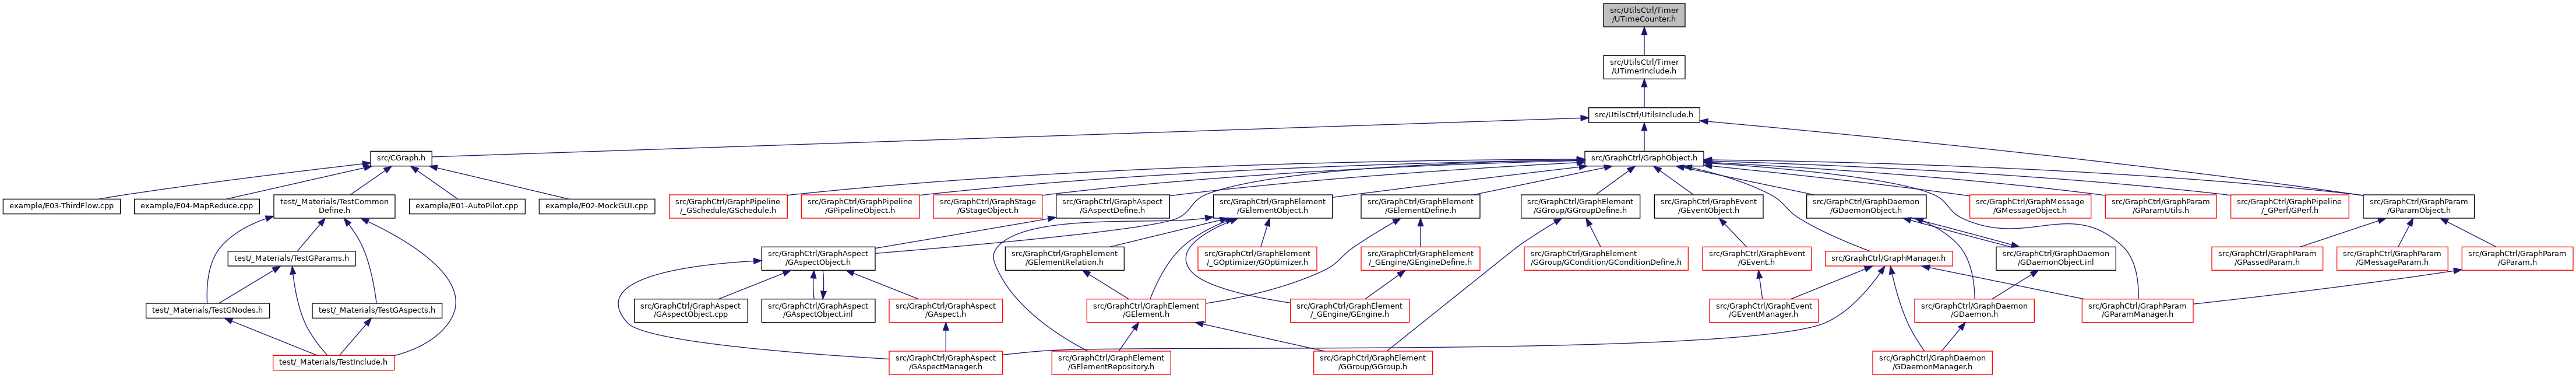 src/UtilsCtrl/Timer
/UTimeCounter.h
src/UtilsCtrl/Timer
/UTimerInclude.h
src/UtilsCtrl/UtilsInclude.h
src/CGraph.h
src/GraphCtrl/GraphObject.h
example/E03-ThirdFlow.cpp
example/E04-MapReduce.cpp
test/_Materials/TestCommon
Define.h
example/E01-AutoPilot.cpp
example/E02-MockGUI.cpp
src/GraphCtrl/GraphPipeline
/_GSchedule/GSchedule.h
src/GraphCtrl/GraphPipeline
/GPipelineObject.h
src/GraphCtrl/GraphStage
/GStageObject.h
src/GraphCtrl/GraphAspect
/GAspectDefine.h
src/GraphCtrl/GraphElement
/GElementObject.h
src/GraphCtrl/GraphElement
/GElementDefine.h
src/GraphCtrl/GraphElement
/GGroup/GGroupDefine.h
src/GraphCtrl/GraphEvent
/GEventObject.h
src/GraphCtrl/GraphDaemon
/GDaemonObject.h
src/GraphCtrl/GraphMessage
/GMessageObject.h
src/GraphCtrl/GraphParam
/GParamUtils.h
src/GraphCtrl/GraphPipeline
/_GPerf/GPerf.h
src/GraphCtrl/GraphParam
/GParamObject.h
test/_Materials/TestGParams.h
src/GraphCtrl/GraphAspect
/GAspectObject.h
src/GraphCtrl/GraphElement
/GElementRelation.h
src/GraphCtrl/GraphElement
/_GOptimizer/GOptimizer.h
src/GraphCtrl/GraphElement
/_GEngine/GEngineDefine.h
src/GraphCtrl/GraphElement
/GGroup/GCondition/GConditionDefine.h
src/GraphCtrl/GraphEvent
/GEvent.h
src/GraphCtrl/GraphManager.h
src/GraphCtrl/GraphDaemon
/GDaemonObject.inl
src/GraphCtrl/GraphParam
/GPassedParam.h
src/GraphCtrl/GraphParam
/GMessageParam.h
src/GraphCtrl/GraphParam
/GParam.h
test/_Materials/TestGNodes.h
test/_Materials/TestGAspects.h
src/GraphCtrl/GraphAspect
/GAspectObject.cpp
src/GraphCtrl/GraphAspect
/GAspectObject.inl
src/GraphCtrl/GraphAspect
/GAspect.h
src/GraphCtrl/GraphElement
/GElement.h
src/GraphCtrl/GraphElement
/_GEngine/GEngine.h
src/GraphCtrl/GraphEvent
/GEventManager.h
src/GraphCtrl/GraphDaemon
/GDaemon.h
src/GraphCtrl/GraphParam
/GParamManager.h
test/_Materials/TestInclude.h
src/GraphCtrl/GraphAspect
/GAspectManager.h
src/GraphCtrl/GraphElement
/GElementRepository.h
src/GraphCtrl/GraphElement
/GGroup/GGroup.h
src/GraphCtrl/GraphDaemon
/GDaemonManager.h